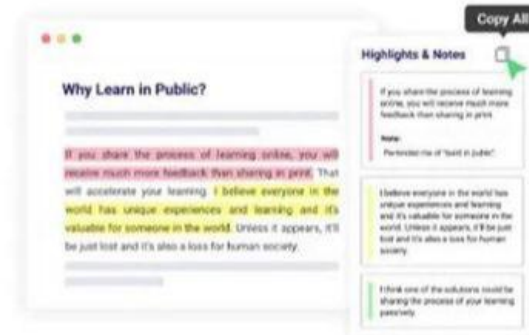 Copy All
Why Learn in Public?
If you share the process of learning online, you will
receive much more feedback than sharing in print. That
will accelerate your learning. I believe everyone in the
world has unique experiences and learning and it's
valuable for someone in the world. Unless it appears, it'll
be just lost and it's also a loss for human society.
Highlights & Notes
If you share the process of learning
online, you will receive much more
feedback than sharing in print
Note:
Reminded me of "build in public".
I believe everyone in the world has
unique experiences and learning
and it's valuable for someone in the
world. Unless it appears, it'll be just
lost and it's also a loss for human
society.
I think one of the solutions could be
sharing the process of your learning
passively.